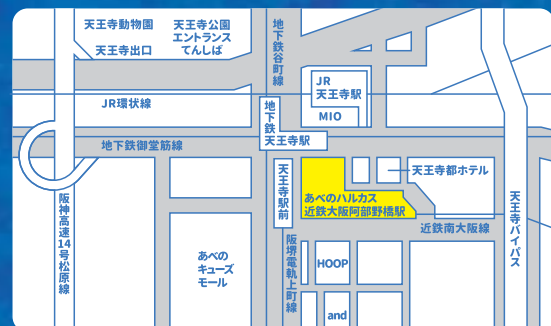 天王寺動物園
天王寺出口
天王寺公園
エントランス
てんしば
地下鉄谷町線
JR
天王寺駅
MIO
JR環状線
地下鉄
天王寺駅
地下鉄御堂筋線
天王寺駅前
天王寺都ホテル
あべのハルカス
近鉄大阪阿部野橋駅
近鉄南大阪線
天王寺バイパス
阪神高速14号松原線
あべの
キューズ
モール
阪堺電軌上町線
HOOP
and